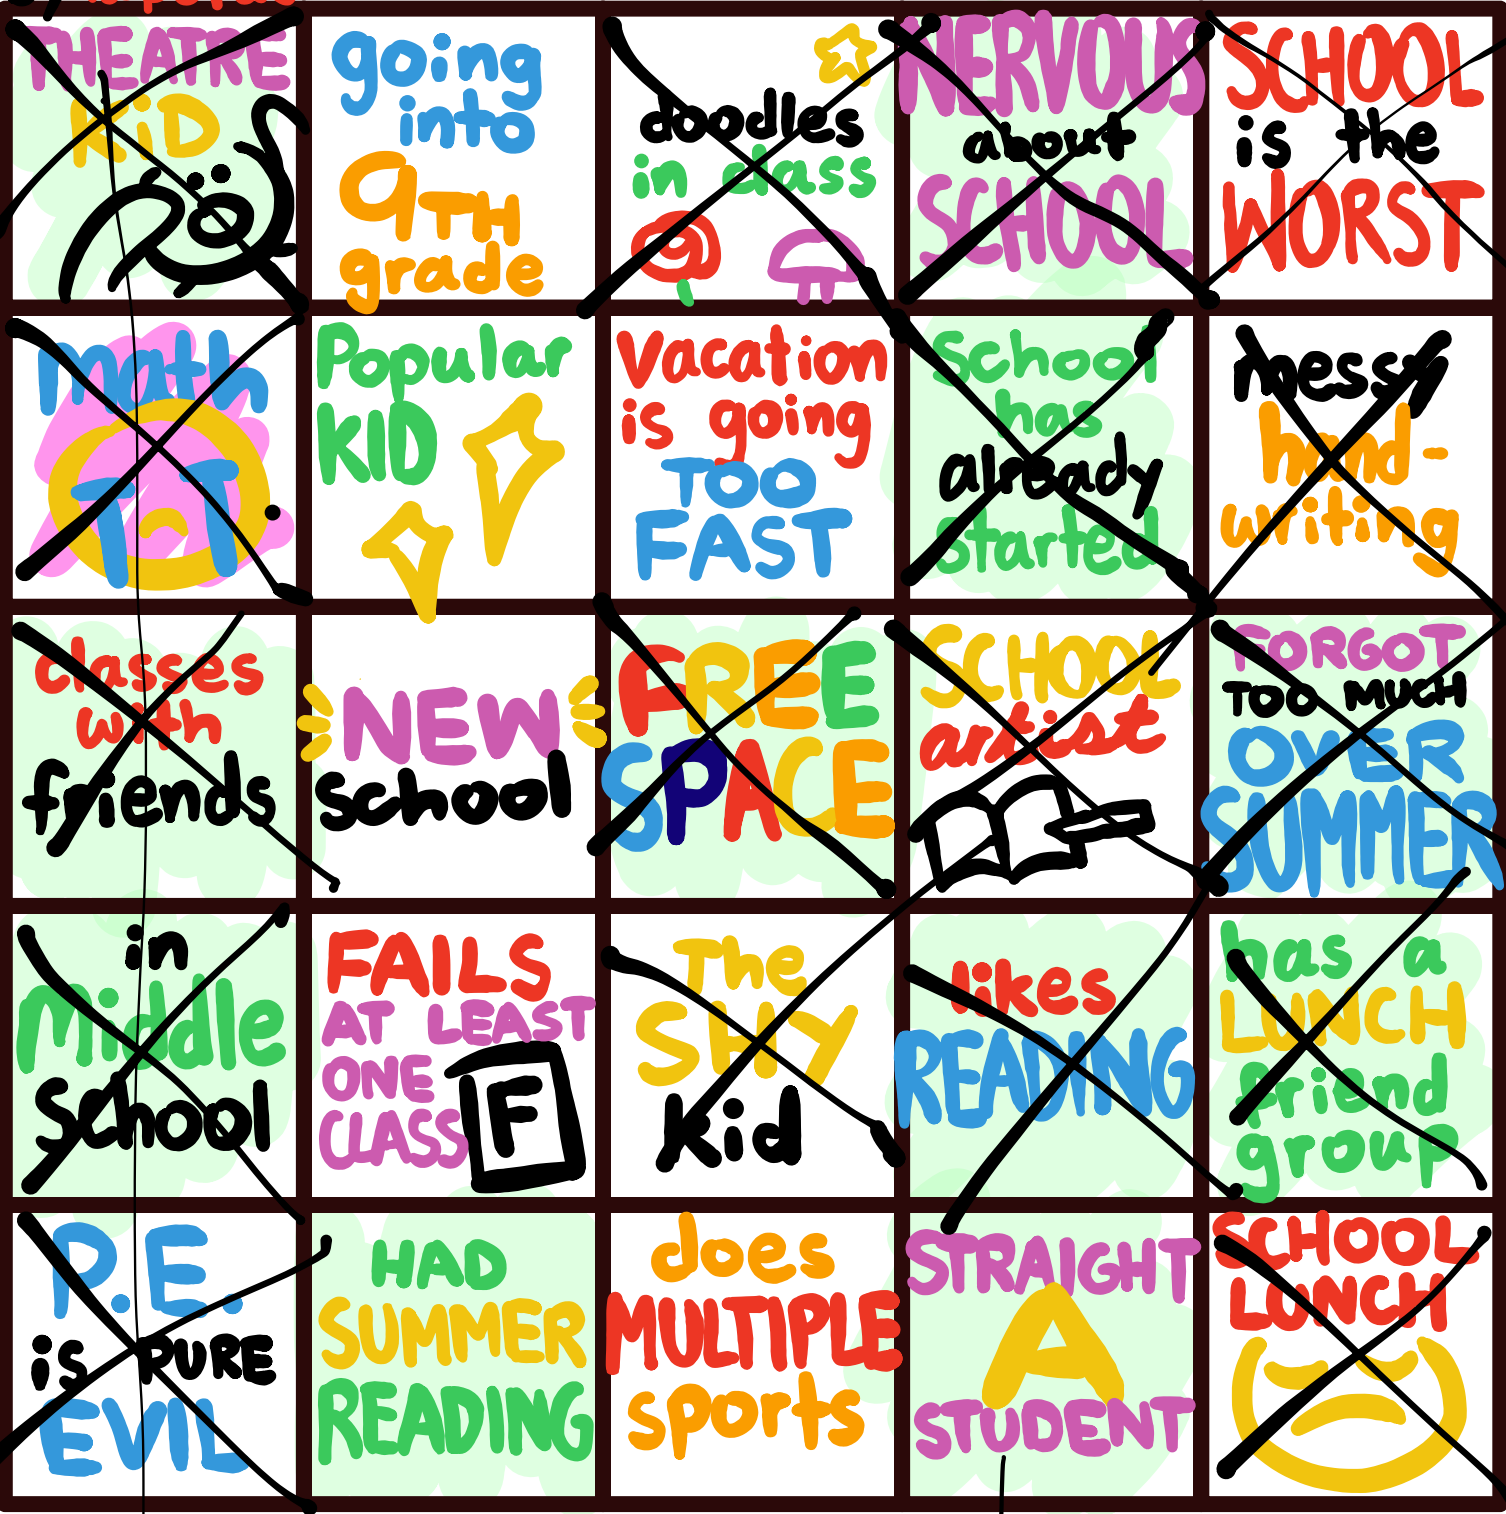 THEATRE
KiD
going
into
9TH
grade
doodles
in class
NERVOUS
about
SCHOOL
SCHOOL
is the
WORST
math
T T
Popular
KID
Vacation
is going
TOO
FAST
School
has
already
started
messy
hand-
writing
classes
with
friends
NEW
school
FREE
SPACE
SCHOOL
artist
FORGOT
TOO MUCH
OVER
SUMMER
in
Middle
School
FAILS
AT LEAST
ONE
CLASS
F
The
SHY
Kid
likes
READING
has a
LUNCH
friend
group
P.E.
is PURE
EVIL
HAD
SUMMER
READING
does
MULTIPLE
sports
STRAIGHT
A
STUDENT
SCHOOL
LUNCH